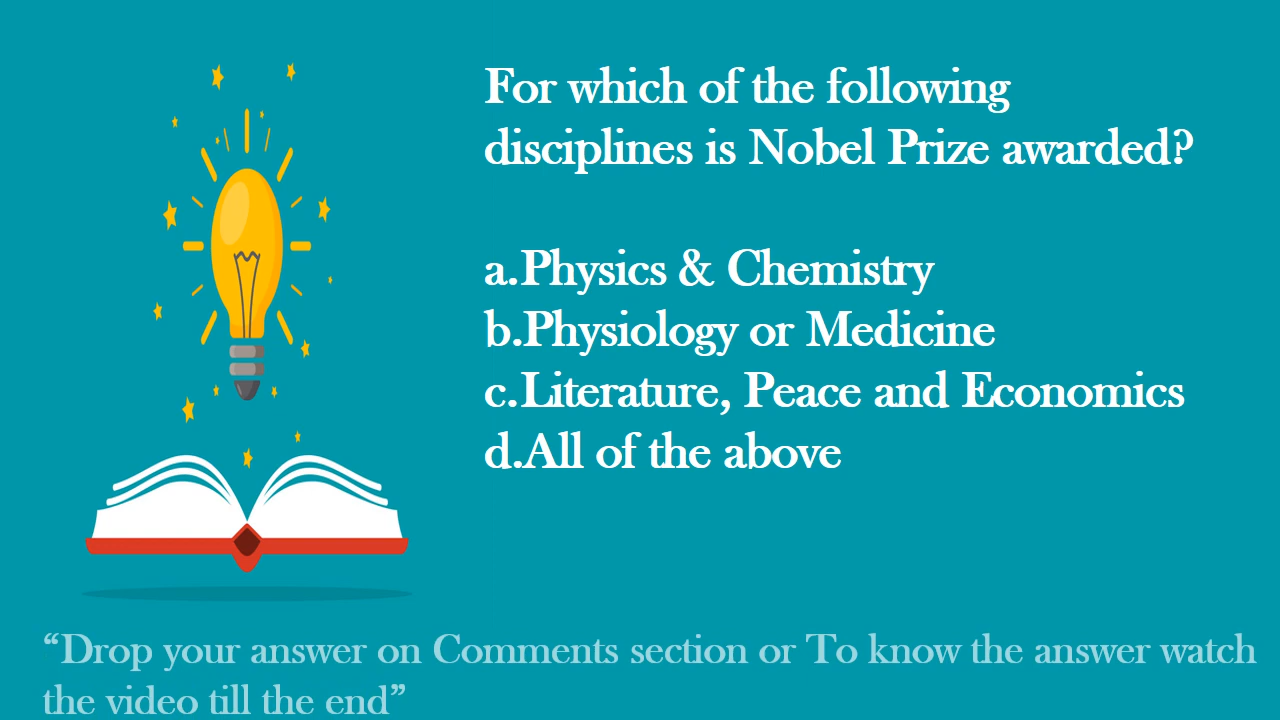 For which of the following
disciplines is Nobel Prize awarded?
a.Physics & Chemistry
b.Physiology or Medicine
c.Literature, Peace and Economics
d.All of the above
“Drop your answer on Comments section or To know the answer watch
the video till the end”